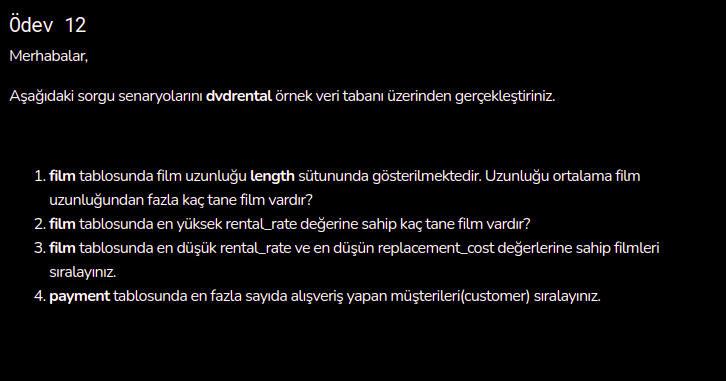 Ödev 12
Merhabalar,
Aşağıdaki sorgu senaryolarını dvdrental örnek veri tabanı üzerinden gerçekleştiriniz.
1. film tablosunda film uzunluğu length sütununda gösterilmektedir. Uzunluğu ortalama film
uzunluğundan fazla kaç tane film vardır?
2. film tablosunda en yüksek rental_rate değerine sahip kaç tane film vardır?
3. film tablosunda en düşük rental_rate ve en düşün replacement_cost değerlerine sahip filmleri
sıralayınız.
4. payment tablosunda en fazla sayıda alışveriş yapan müşterileri(customer) sıralayınız.